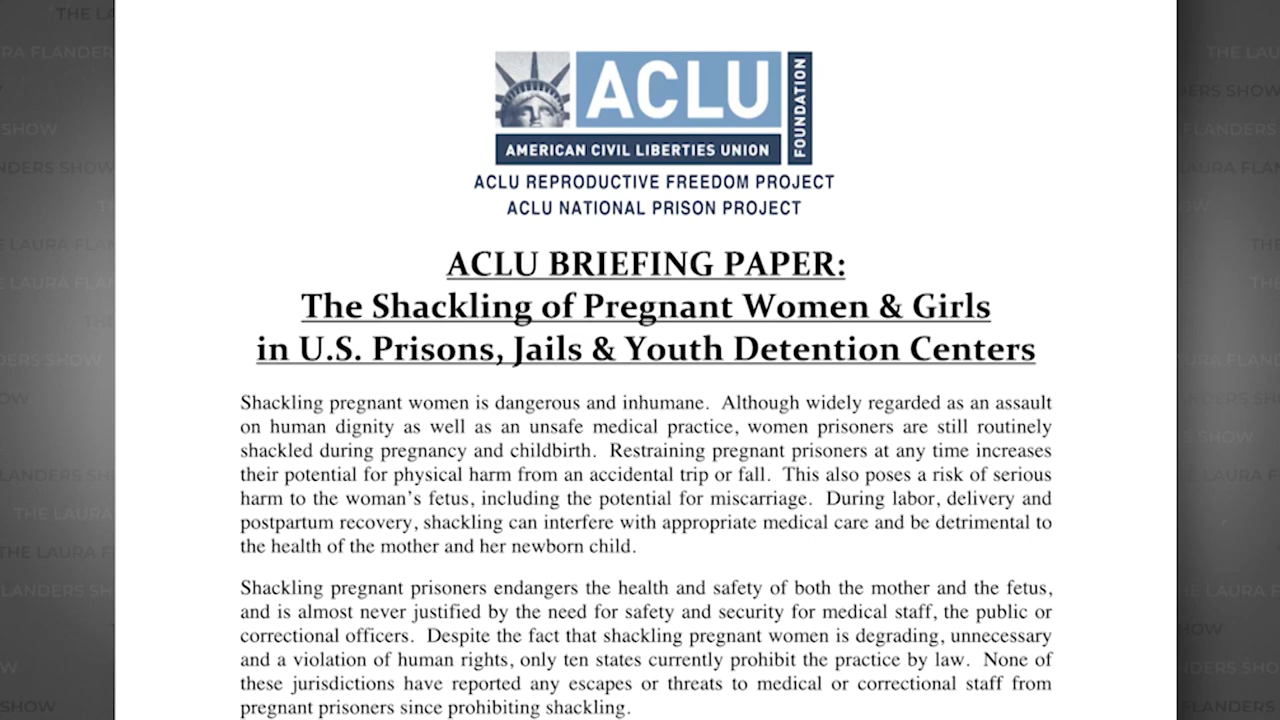 ACLU
FOUNDATION
AMERICAN CIVIL LIBERTIES UNION
ACLU REPRODUCTIVE FREEDOM PROJECT
ACLU NATIONAL PRISON PROJECT
ACLU BRIEFING PAPER:
The Shackling of Pregnant Women & Girls
in U.S. Prisons, Jails & Youth Detention Centers
Shackling pregnant women is dangerous and inhumane. Although widely regarded as an assault
on human dignity as well as an unsafe medical practice, women prisoners are still routinely
shackled during pregnancy and childbirth. Restraining pregnant prisoners at any time increases
their potential for physical harm from an accidental trip or fall. This also poses a risk of serious
harm to the woman's fetus, including the potential for miscarriage. During labor, delivery and
postpartum recovery, shackling can interfere with appropriate medical care and be detrimental to
the health of the mother and her newborn child.
Shackling pregnant prisoners endangers the health and safety of both the mother and the fetus,
and is almost never justified by the need for safety and security for medical staff, the public or
correctional officers. Despite the fact that shackling pregnant women is degrading, unnecessary
and a violation of human rights, only ten states currently prohibit the practice by law. None of
these jurisdictions have reported any escapes or threats to medical or correctional staff from
pregnant prisoners since prohibiting shackling.